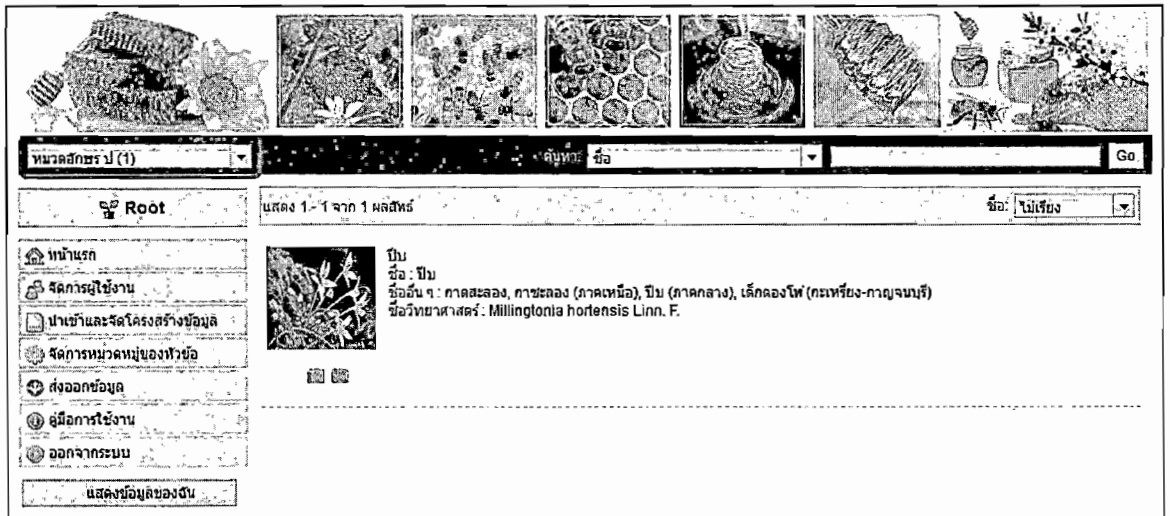 หมวดอักษร ป (1) ค้นหา: ชื่อ Go
Root
แสดง 1 - 1 จาก 1 ผลลัพธ์ ชื่อ: ไม่เรียง
หน้าแรก
จัดการผู้ใช้งาน
นำเข้าและจัดโครงสร้างข้อมูล
จัดการหมวดหมู่ของหัวข้อ
ส่งออกข้อมูล
คู่มือการใช้งาน
ออกจากระบบ
แสดงข้อมูลของฉัน
ปีบ
ชื่อ : ปีบ
ชื่ออื่น ๆ : กาดสะลอง, กาซะลอง (ภาคเหนือ), ปีบ (ภาคกลาง), เต็กตองโพ่ (กะเหรี่ยง-กาญจนบุรี)
ชื่อวิทยาศาสตร์ : Millingtonia hortensis Linn. F.